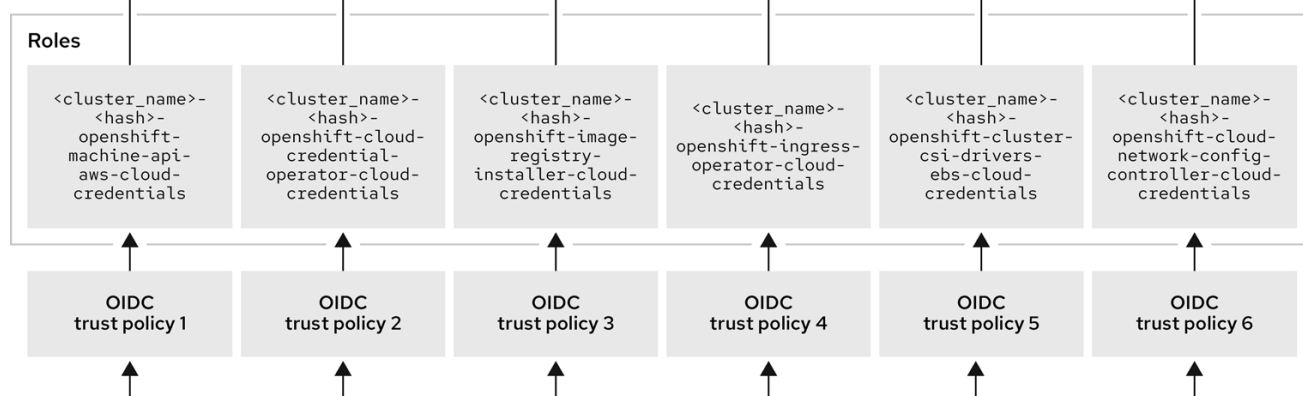 Roles
<cluster_name>-
<hash>-
openshift-
machine-api-
aws-cloud-
credentials
<cluster_name>-
<hash>-
openshift-cloud-
credential-
operator-cloud-
credentials
<cluster_name>-
<hash>-
openshift-image-
registry-
installer-cloud-
credentials
<cluster_name>-
<hash>-
openshift-ingress-
operator-cloud-
credentials
<cluster_name>-
<hash>-
openshift-cluster-
csi-drivers-
ebs-cloud-
credentials
<cluster_name>-
<hash>-
openshift-cloud-
network-config-
controller-cloud-
credentials
OIDC
trust policy 1
OIDC
trust policy 2
OIDC
trust policy 3
OIDC
trust policy 4
OIDC
trust policy 5
OIDC
trust policy 6